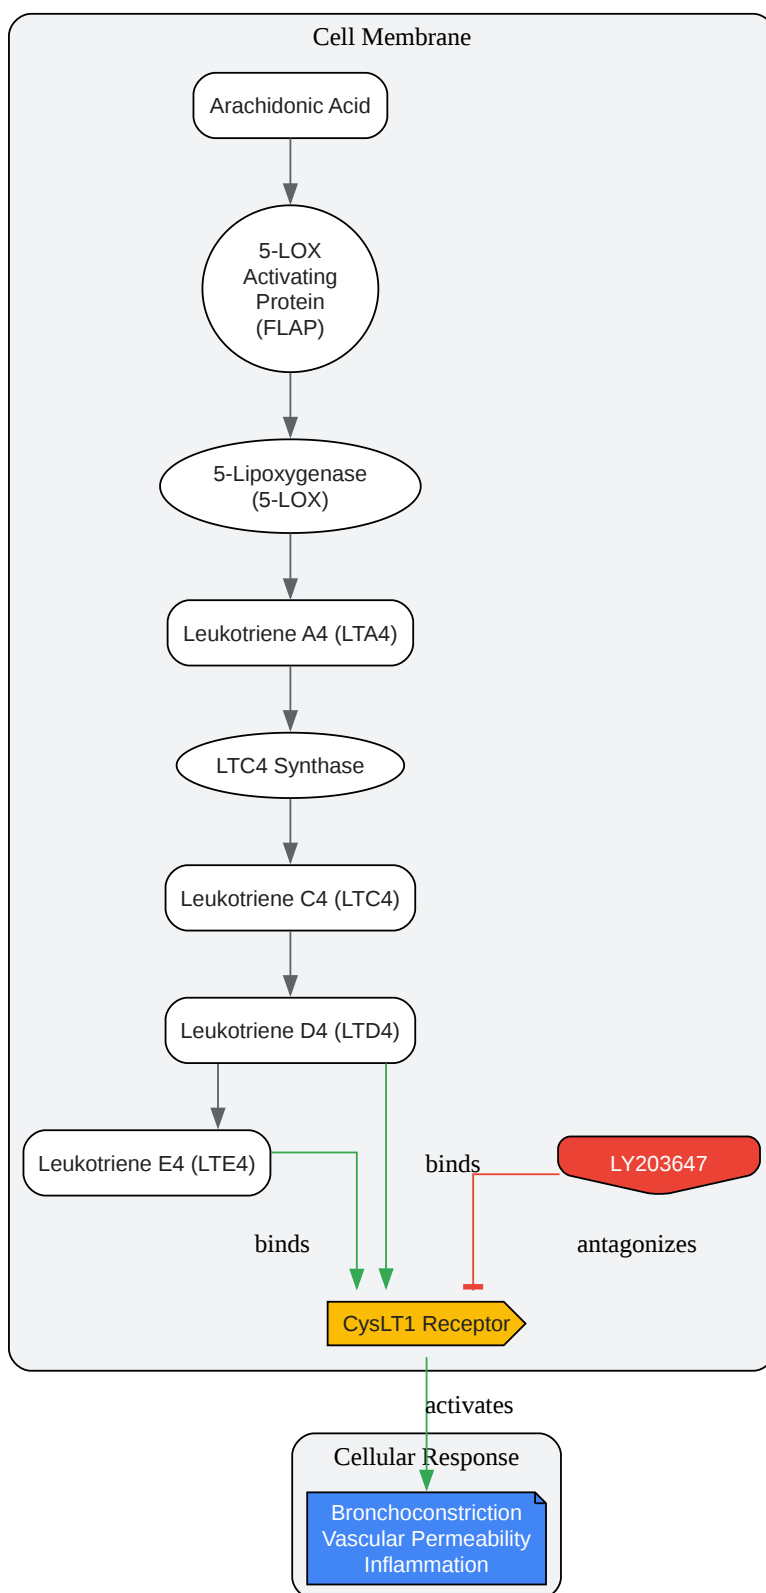 Cell Membrane
Arachidonic Acid
5-LOX
Activating
Protein
(FLAP)
5-Lipoxygenase
(5-LOX)
Leukotriene A4 (LTA4)
LTC4 Synthase
Leukotriene C4 (LTC4)
Leukotriene D4 (LTD4)
Leukotriene E4 (LTE4)
binds
LY203647
binds
antagonizes
CysLT1 Receptor
activates
Cellular Response
Bronchoconstriction
Vascular Permeability
Inflammation